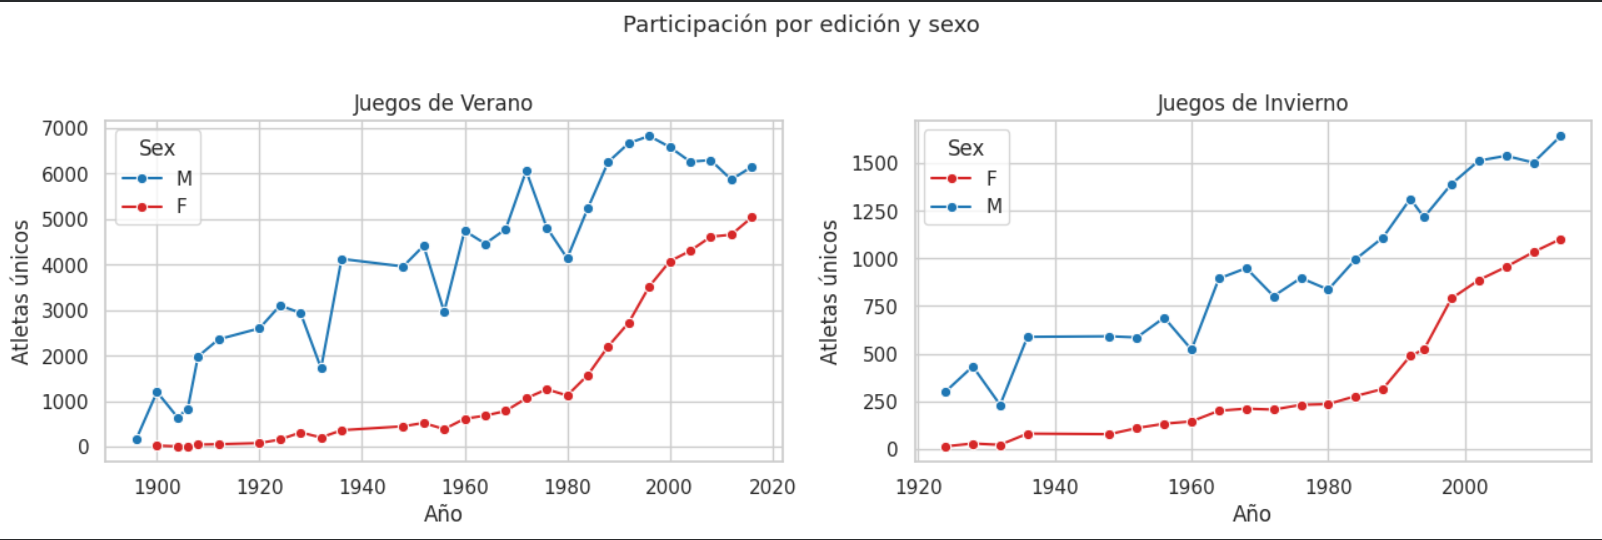 Participación por edición y sexo
Juegos de Verano
Sex
M
F
Atletas únicos
7000
6000
5000
4000
3000
2000
1000
0
1900 1920 1940 1960 1980 2000 2020
Año
Juegos de Invierno
Sex
F
M
Atletas únicos
1500
1250
1000
750
500
250
0
1920 1940 1960 1980 2000
Año